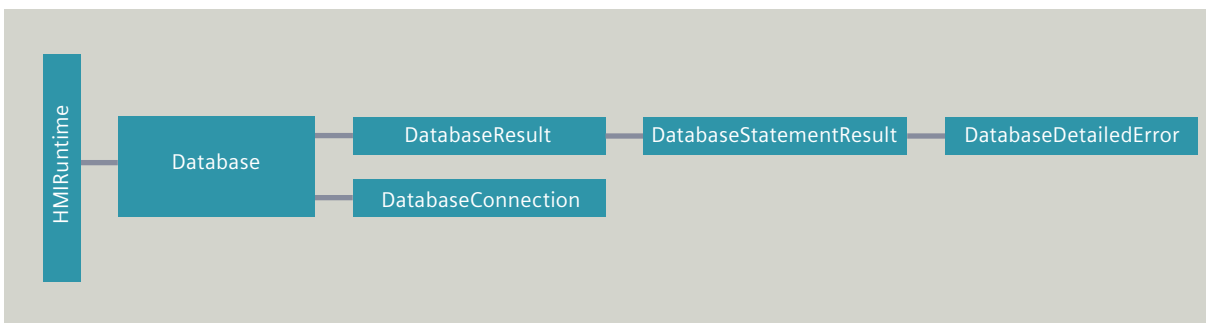 HMIRuntime
Database
DatabaseResult
DatabaseStatementResult
DatabaseDetailedError
DatabaseConnection